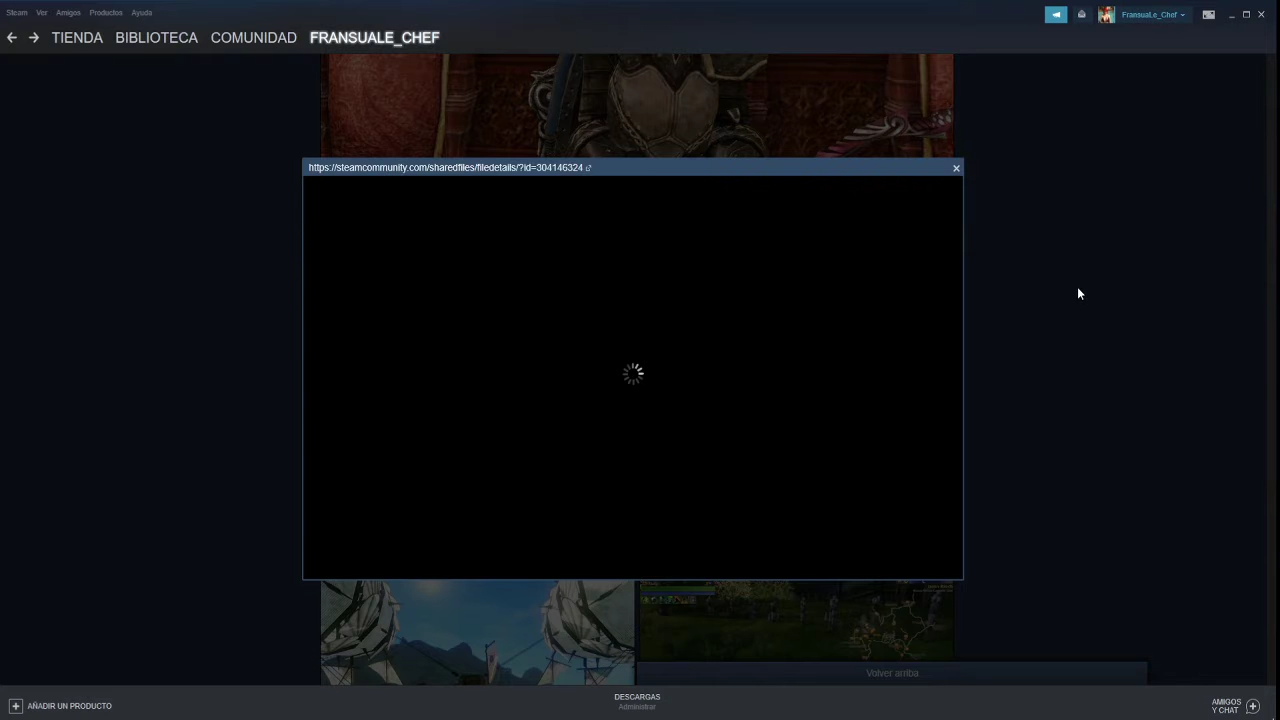 Steam Ver Amigos Productos Ayuda
FransuaLe_Chef
TIENDA BIBLIOTECA COMUNIDAD FRANSUALE_CHEF
https://steamcommunity.com/sharedfiles/filedetails/?id=304146324
Volver arriba
AÑADIR UN PRODUCTO
DESCARGAS
Administrar
AMIGOS
Y CHAT